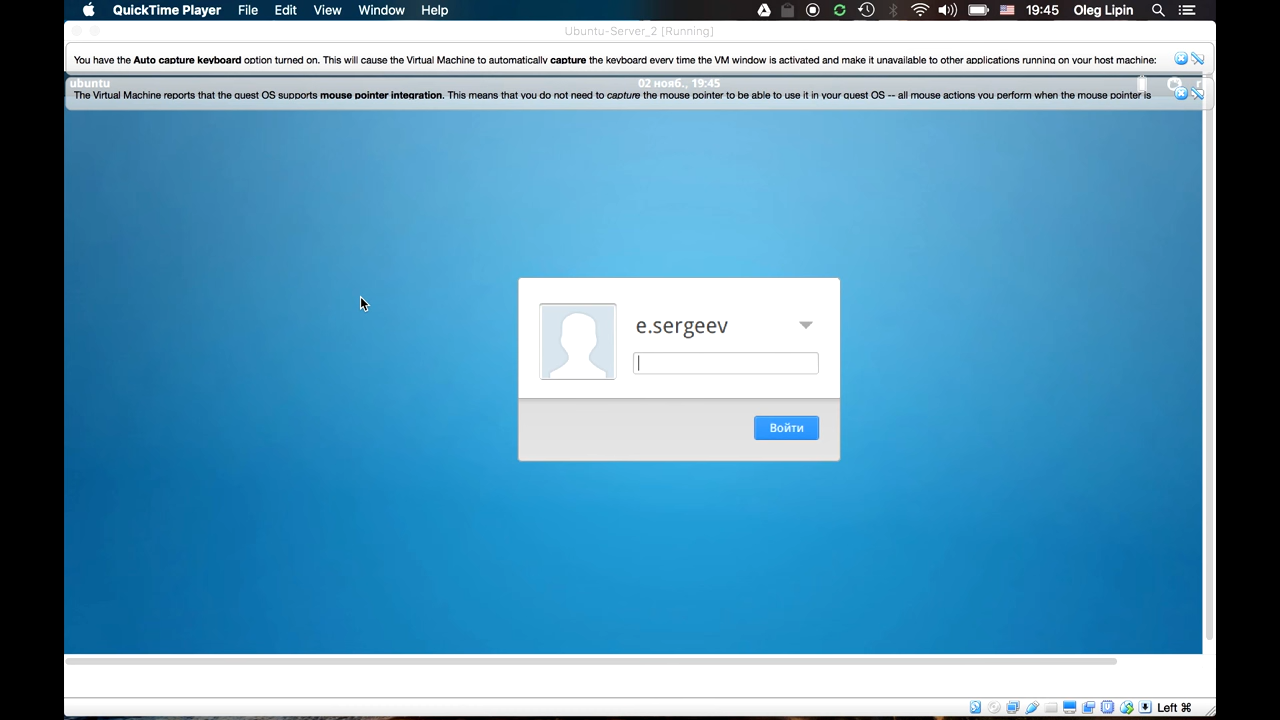 QuickTime Player File Edit View Window Help 19:45 Oleg Lipin
Ubuntu-Server_2 [Running]
You have the Auto capture keyboard option turned on. This will cause the Virtual Machine to automatically capture the keyboard every time the VM window is activated and make it unavailable to other applications running on your host machine:
ubuntu 02 нояб., 19:45
The Virtual Machine reports that the guest OS supports mouse pointer integration. This means that you do not need to capture the mouse pointer to be able to use it in your guest OS -- all mouse actions you perform when the mouse pointer is
e.sergeev
Войти
Left ⌘